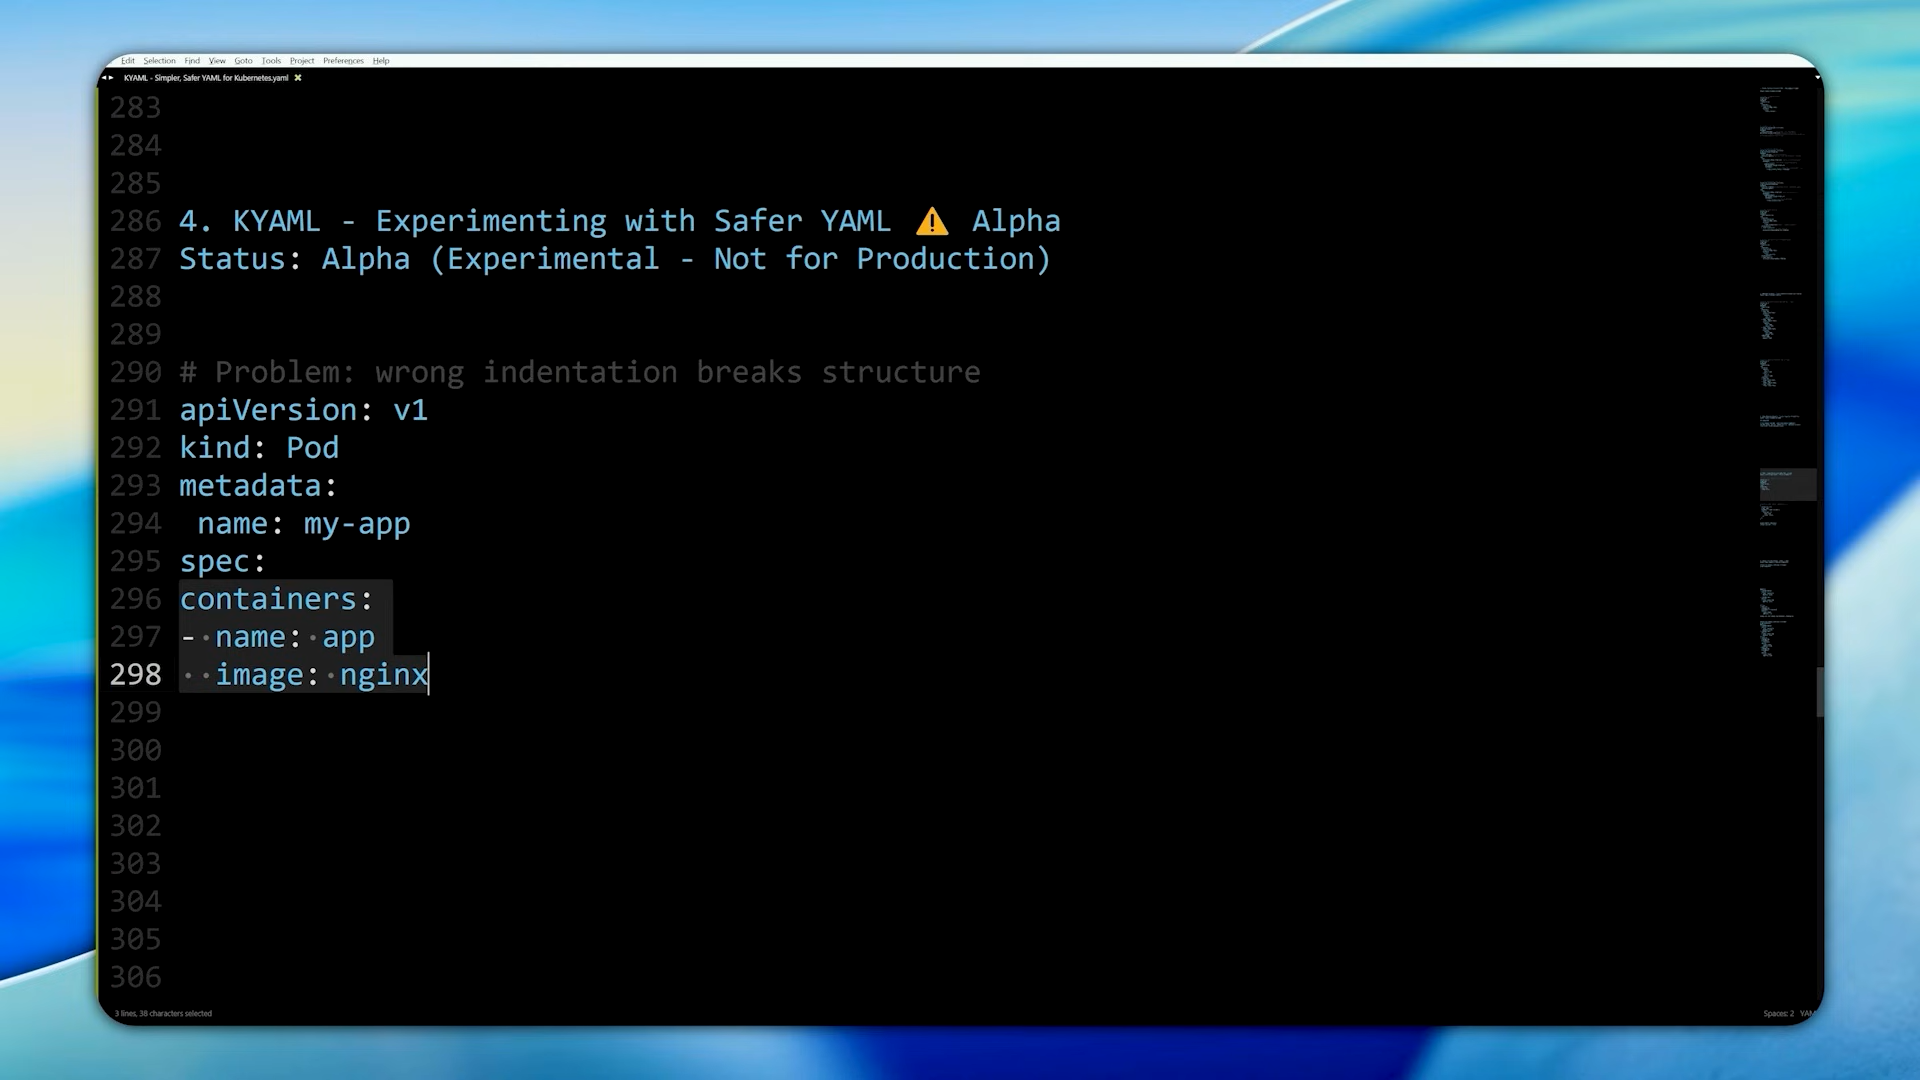 Edit Selection Find View Goto Tools Project Preferences Help
KYAML - Simpler, Safer YAML for Kubernetes.yaml
283
284
285
286 4. KYAML - Experimenting with Safer YAML ⚠️ Alpha
287 Status: Alpha (Experimental - Not for Production)
288
289
290 # Problem: wrong indentation breaks structure
291 apiVersion: v1
292 kind: Pod
293 metadata:
294  name: my-app
295 spec:
296 containers:
297 - name: app
298   image: nginx
299
300
301
302
303
304
305
306
3 lines, 38 characters selected
Spaces: 2